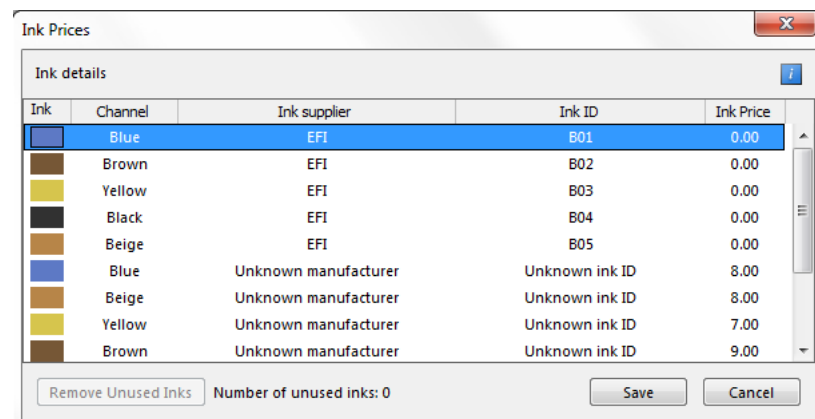 Ink Prices
Ink details
Ink Channel Ink supplier Ink ID Ink Price
Blue EFI B01 0.00
Brown EFI B02 0.00
Yellow EFI B03 0.00
Black EFI B04 0.00
Beige EFI B05 0.00
Blue Unknown manufacturer Unknown ink ID 8.00
Beige Unknown manufacturer Unknown ink ID 8.00
Yellow Unknown manufacturer Unknown ink ID 7.00
Brown Unknown manufacturer Unknown ink ID 9.00
Remove Unused Inks Number of unused inks: 0 Save Cancel